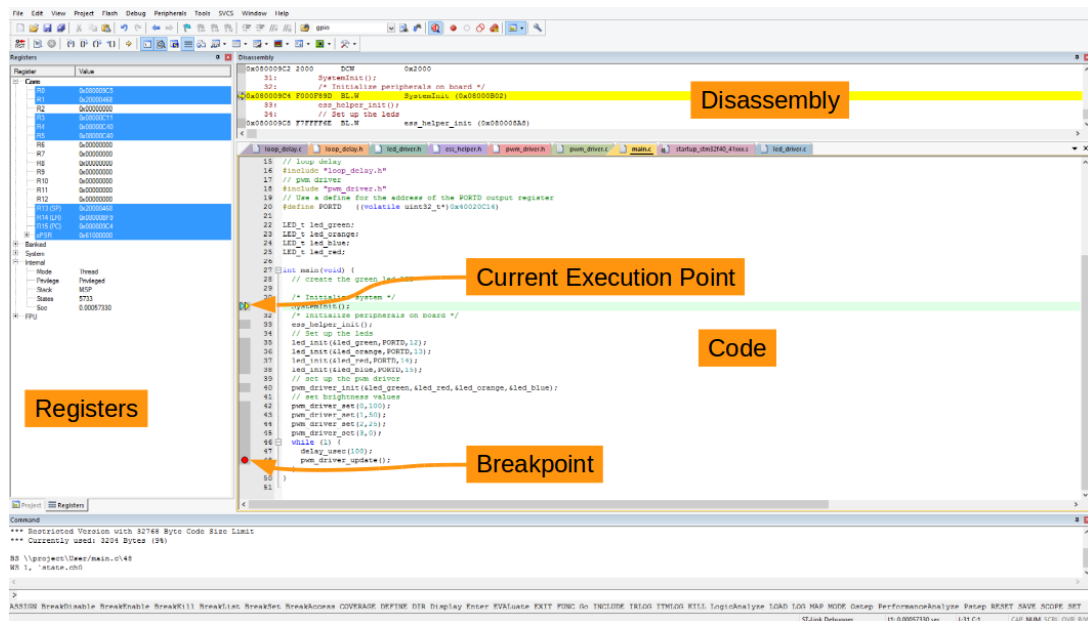 File Edit View Project Flash Debug Peripherals Tools SVCS Window Help
gpio
Registers
Register Value
Core
R0 0x080009C5
R1 0x20000468
R2 0x00000000
R3 0x08000C11
R4 0x08000C40
R5 0x08000C40
R6 0x00000000
R7 0x00000000
R8 0x00000000
R9 0x00000000
R10 0x00000000
R11 0x00000000
R12 0x00000000
R13 (SP) 0x20000468
R14 (LR)
R15 (PC)
xPSR 0x61000000
Banked
System
Internal
Mode Thread
Privilege Privileged
Stack MSP
States 5733
Sec 0.00057330
FPU
Registers
Project Registers
Disassembly
0x080009C2 2000 DCW 0x2000
31: SystemInit();
32: /* Initialize peripherals on board */
0x080009C4 F000F89D BL.W SystemInit (0x08000B02)
33: ess_helper_init();
34: // Set up the leds
0x080009C8 F7FFFF6E BL.W ess_helper_init (0x080008A8)
Disassembly
loop_delay.c loop_delay.h led_driver.h ess_helper.h pwm_driver.h pwm_driver.c main.c startup_stm32f40_41xxx.s led_driver.c
15 // loop delay
16 #include "loop_delay.h"
17 // pwm driver
18 #include "pwm_driver.h"
19 // Use a define for the address of the PORTD output register
20 #define PORTD ((volatile uint32_t*)0x40020C14)
21
22 LED_t led_green;
23 LED_t led_orange;
24 LED_t led_blue;
25 LED_t led_red;
26
27 int main(void) {
28 // create the green led
Current Execution Point
/* Initialize system */
SystemInit();
32 /* Initialize peripherals on board */
33 ess_helper_init();
34 // Set up the leds
35 led_init(&led_green,PORTD,12);
36 led_init(&led_orange,PORTD,13);
37 led_init(&led_red,PORTD,14);
38 led_init(&led_blue,PORTD,15);
39 // set up the pwm driver
40 pwm_driver_init(&led_green,&led_red,&led_orange,&led_blue);
41 // set brightness values
42 pwm_driver_set(0,100);
43 pwm_driver_set(1,50);
44 pwm_driver_set(2,25);
45 pwm_driver_set(3,0);
46 while (1) {
47 delay_usec(100);
48 pwm_driver_update();
50 }
51
Code
Breakpoint
Command
*** Restricted Version with 32768 Byte Code Size Limit
*** Currently used: 3204 Bytes (9%)
BS \\project\User/main.c\48
WS 1, `state.ch0
>
ASSIGN BreakDisable BreakEnable BreakKill BreakList BreakSet BreakAccess COVERAGE DEFINE DIR Display Enter EVALuate EXIT FUNC Go INCLUDE IRLOG ITMLOG KILL LogicAnalyze LOAD LOG MAP MODE Ostep PerformanceAnalyze Pstep RESET SAVE SCOPE SET
ST-Link Debugger t1: 0.00057330 sec L:31 C:1 CAP NUM SCRL OVR R/W